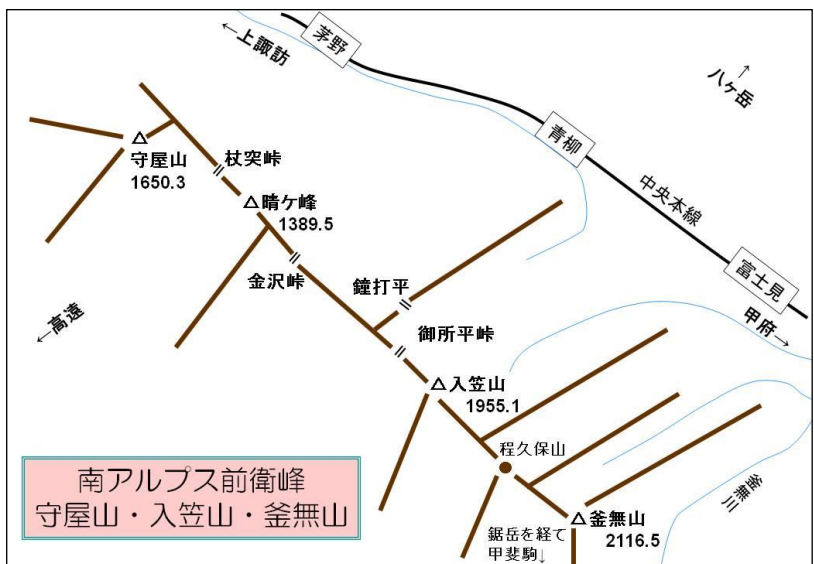 茅野
←上諏訪
八ヶ岳
→
青柳
守屋山
1650.3
杖突峠
晴ケ峰
1389.5
中央本線
金沢峠
鐘打平
富士見
←高遠
御所平峠
甲府→
入笠山
1955.1
程久保山
南アルプス前衛峰
守屋山・入笠山・釜無山
釜無川
釜無山
2116.5
鋸岳を経て
甲斐駒↓